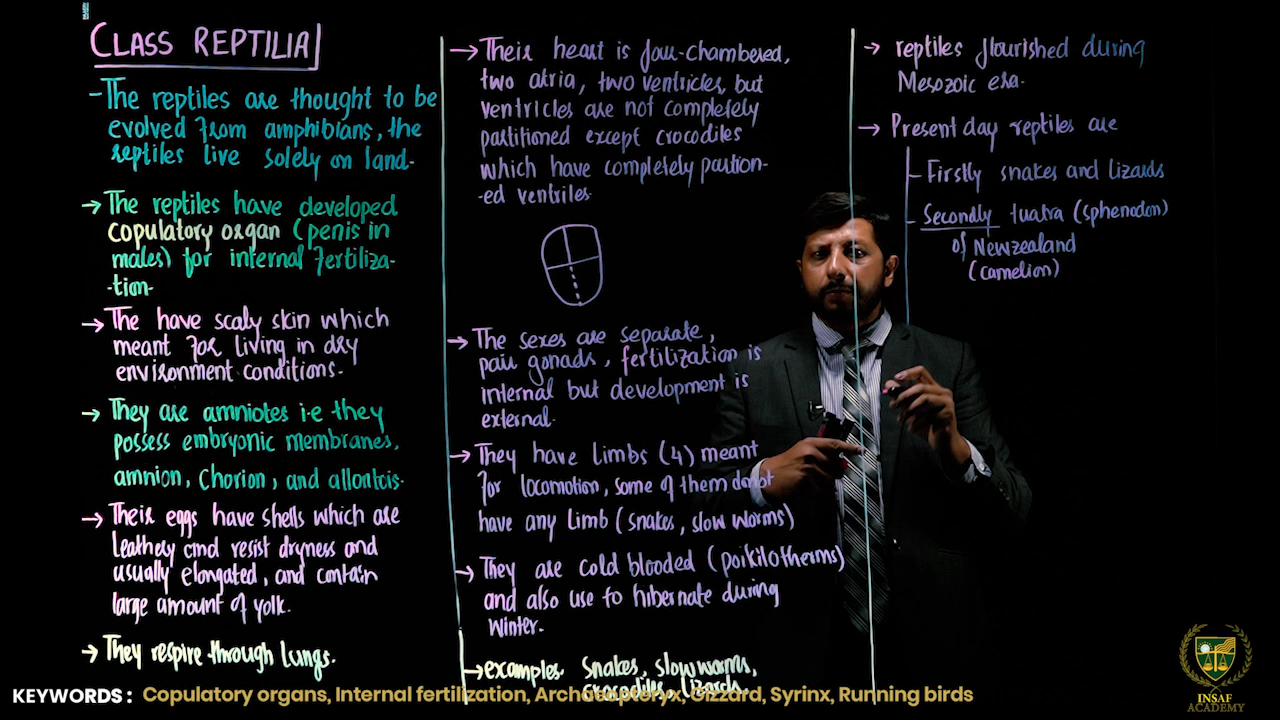 CLASS REPTILIA
-The reptiles are thought to be
evolved from amphibians, the
reptiles live solely on land-
→ The reptiles have developed
copulatory organ (penis in
males) for internal fertiliza-
-tion-
→ The have scaly skin which
meant for living in dry
environment conditions-
→ They are amniotes i.e they
possess embryonic membranes,
amnion, chorion, and allontois-
→ Their eggs have shells which are
leathey and resist dryness and
usually elongated, and contain
large amount of yolk.
→ They respire through lungs.
→ Their heart is four-chambered,
two atria, two ventricles, but
ventricles are not completely
partitioned except crocodiles
which have completely partion-
-ed ventriles-
→ The sexes are separate,
pair gonads, fertilization is
internal but development is
external-
→ They have limbs (4) meant
for locomotion, some of them don't
have any limb (snakes, slow worms)
→ They are cold blooded (poikilotherms)
and also use to hibernate during
winter.
→ examples. Snakes, slow worms,
crocodiles, lizards.
→ reptiles flourished during
Mesozoic era.
→ Present day reptiles are
- Firstly snakes and lizards
- Secondly tuatra (sphenodon)
of Newzealand
(camelion)
KEYWORDS : Copulatory organs, Internal fertilization, Archaeopteryx, Gizzard, Syrinx, Running birds
INSAF
ACADEMY